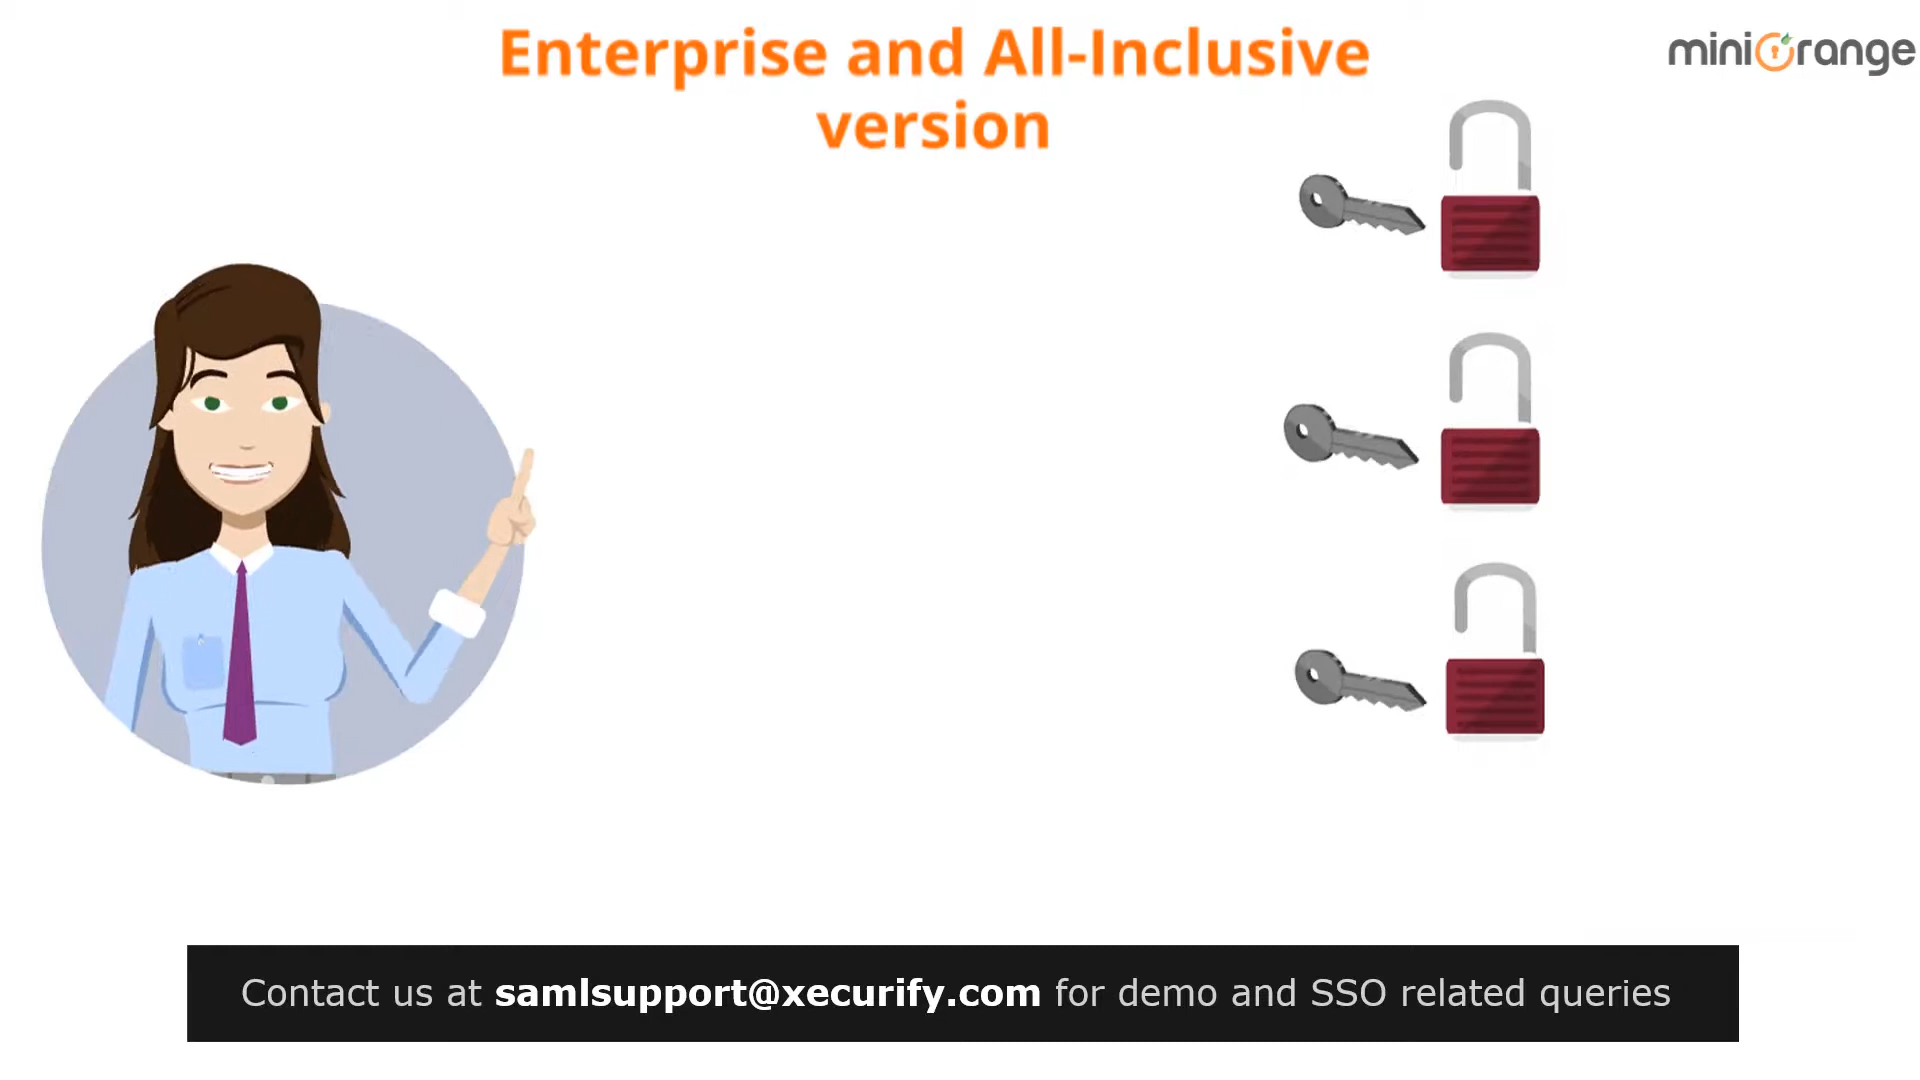 Enterprise and All-Inclusive
version
miniorange
Contact us at samlsupport@xecurify.com for demo and SSO related queries